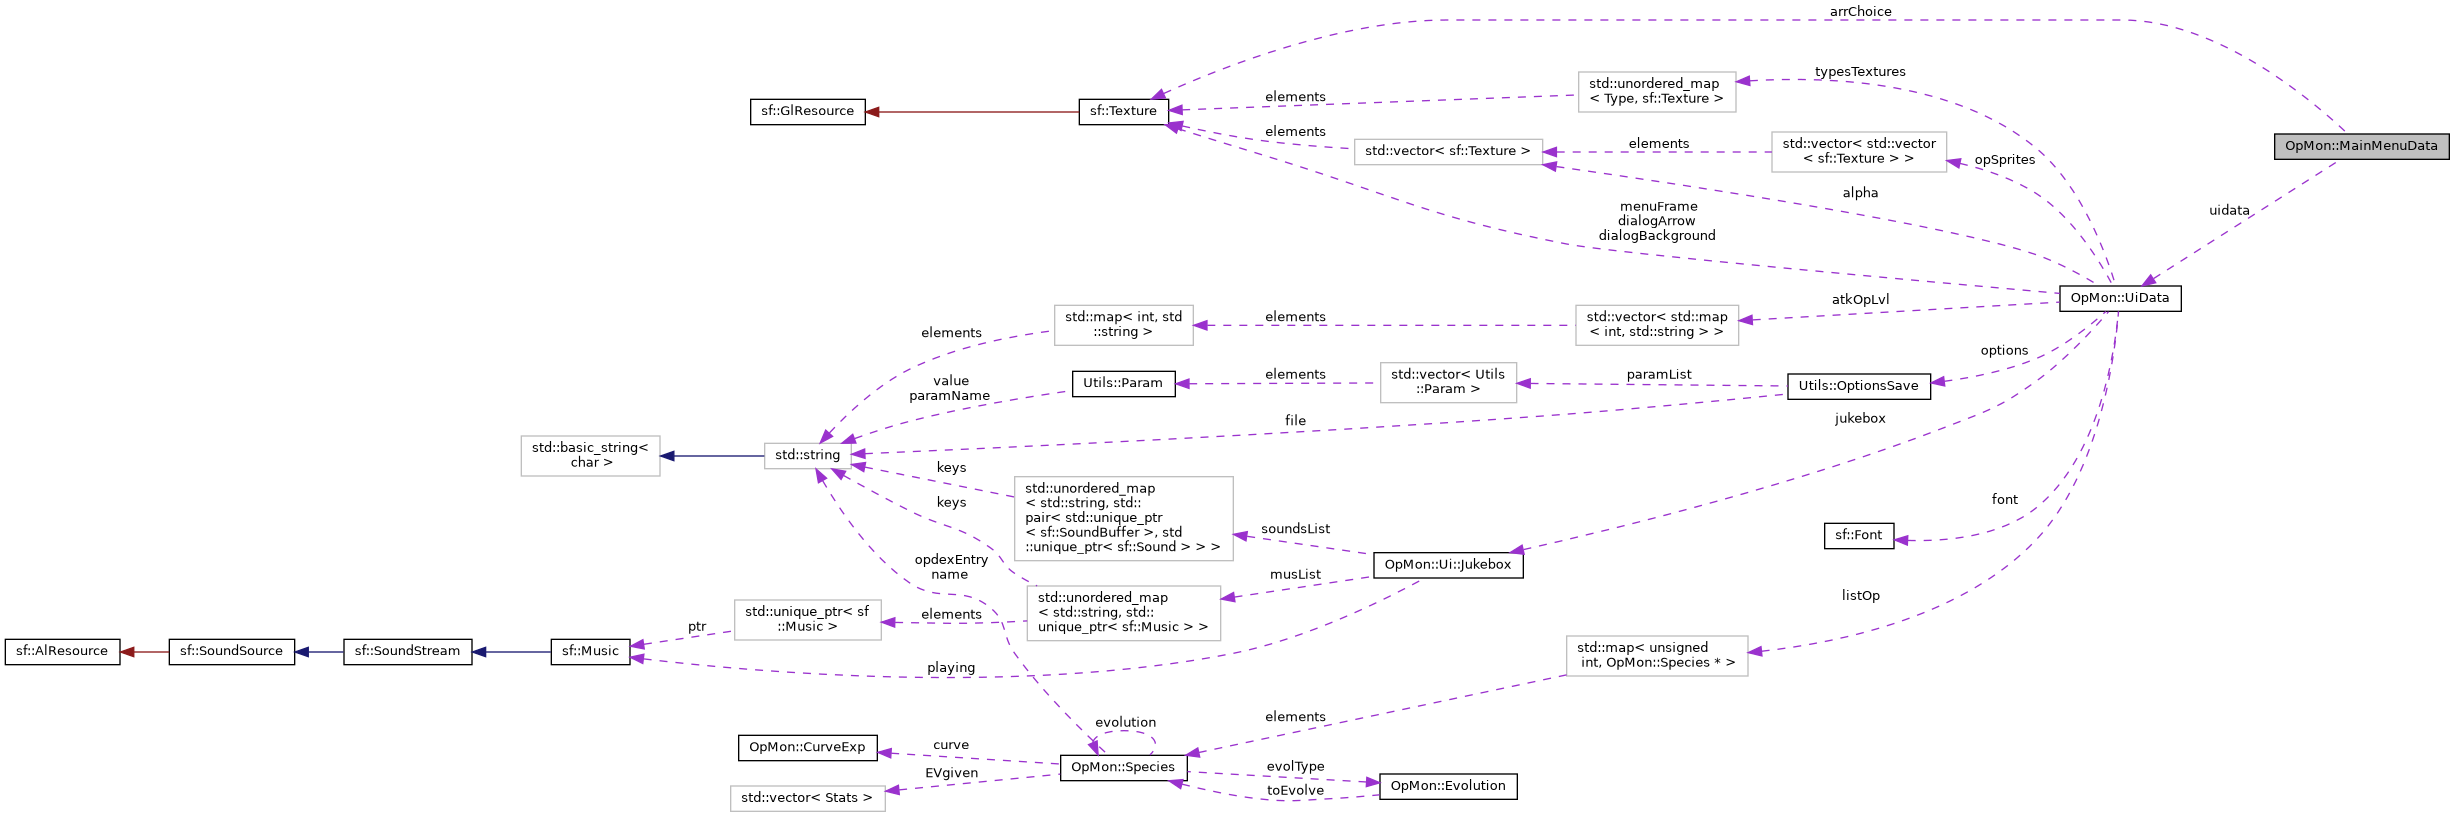 arrChoice
typesTextures
std::unordered_map
< Type, sf::Texture >
elements
sf::GlResource
sf::Texture
elements
std::vector< sf::Texture >
elements
std::vector< std::vector
< sf::Texture > >
opSprites
OpMon::MainMenuData
alpha
menuFrame
dialogArrow
dialogBackground
uidata
OpMon::UiData
atkOpLvl
std::map< int, std
::string >
elements
std::vector< std::map
< int, std::string > >
elements
options
value
paramName
Utils::Param
elements
std::vector< Utils
::Param >
paramList
Utils::OptionsSave
file
jukebox
std::basic_string<
char >
std::string
keys
keys
std::unordered_map
< std::string, std::
pair< std::unique_ptr
< sf::SoundBuffer >, std
::unique_ptr< sf::Sound > > >
soundsList
font
sf::Font
OpMon::Ui::Jukebox
opdexEntry
name
musList
std::unordered_map
< std::string, std::
unique_ptr< sf::Music > >
elements
std::unique_ptr< sf
::Music >
ptr
listOp
sf::AlResource
sf::SoundSource
sf::SoundStream
sf::Music
playing
std::map< unsigned
int, OpMon::Species * >
elements
evolution
OpMon::CurveExp
curve
OpMon::Species
evolType
EVgiven
toEvolve
OpMon::Evolution
std::vector< Stats >